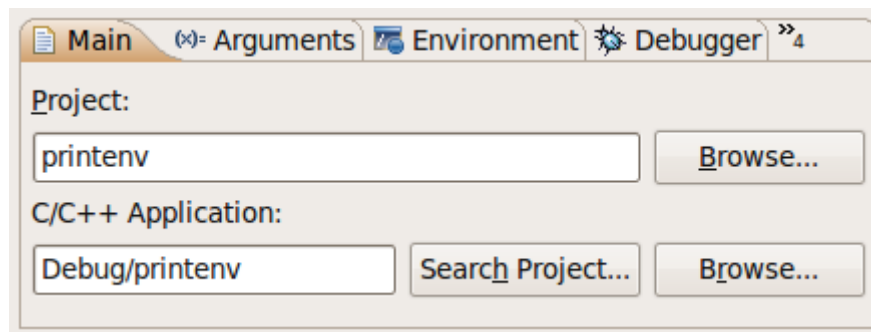 Main (x)= Arguments Environment Debugger »4
Project:
printenv Browse...
C/C++ Application:
Debug/printenv Search Project... Browse...